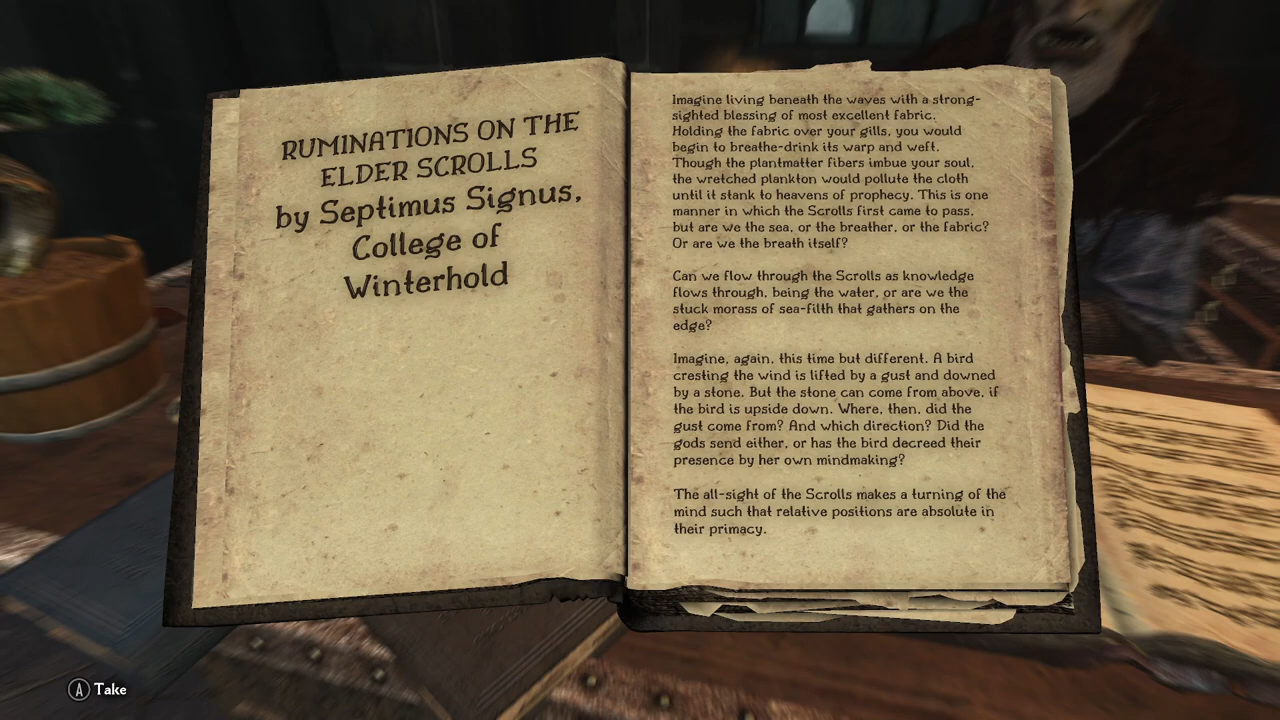 RUMINATIONS ON THE
ELDER SCROLLS
by Septimus Signus,
College of
Winterhold
Imagine living beneath the waves with a strong-
sighted blessing of most excellent fabric.
Holding the fabric over your gills, you would
begin to breathe-drink its warp and weft.
Though the plantmatter fibers imbue your soul,
the wretched plankton would pollute the cloth
until it stank to heavens of prophecy. This is one
manner in which the Scrolls first came to pass,
but are we the sea, or the breather, or the fabric?
Or are we the breath itself?
Can we flow through the Scrolls as knowledge
flows through, being the water, or are we the
stuck morass of sea-filth that gathers on the
edge?
Imagine, again, this time but different. A bird
cresting the wind is lifted by a gust and downed
by a stone. But the stone can come from above, if
the bird is upside down. Where, then, did the
gust come from? And which direction? Did the
gods send either, or has the bird decreed their
presence by her own mindmaking?
The all-sight of the Scrolls makes a turning of the
mind such that relative positions are absolute in
their primacy.
A Take